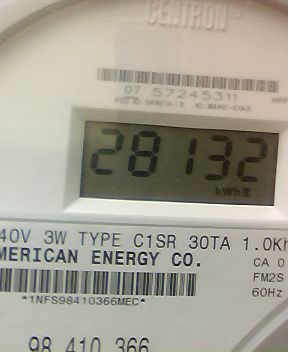 CENTRON
07 57245311
28132
kWh
40V 3W TYPE C1SR 30TA 1.0Kh
MERICAN ENERGY CO.
CA 0
FM2S
60Hz
*1NFS98410366MEC*
98 410 366